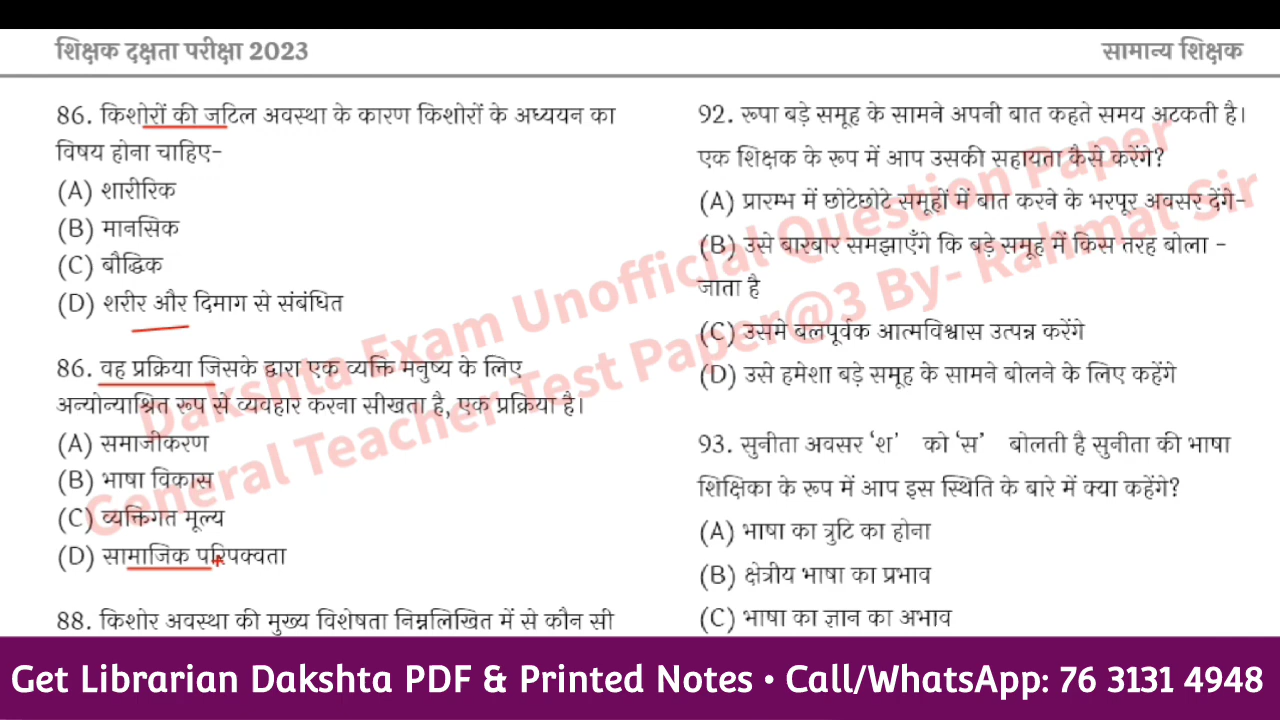 शिक्षक दक्षता परीक्षा 2023
सामान्य शिक्षक
86. किशोरों की जटिल अवस्था के कारण किशोरों के अध्ययन का
विषय होना चाहिए-
(A) शारीरिक
(B) मानसिक
(C) बौद्धिक
(D) शरीर और दिमाग से संबंधित
86. वह प्रक्रिया जिसके द्वारा एक व्यक्ति मनुष्य के लिए
अन्योन्याश्रित रूप से व्यवहार करना सीखता है, एक प्रक्रिया है।
(A) समाजीकरण
(B) भाषा विकास
(C) व्यक्तिगत मूल्य
(D) सामाजिक परिपक्वता
88. किशोर अवस्था की मुख्य विशेषता निम्नलिखित में से कौन सी
92. रूपा बड़े समूह के सामने अपनी बात कहते समय अटकती है।
एक शिक्षक के रूप में आप उसकी सहायता कैसे करेंगे?
(A) प्रारम्भ में छोटेछोटे समूहों में बात करने के भरपूर अवसर देंगे-
(B) उसे बारबार समझाएँगे कि बड़े समूह में किस तरह बोला -
जाता है
(C) उसमे बलपूर्वक आत्मविश्वास उत्पन्न करेंगे
(D) उसे हमेशा बड़े समूह के सामने बोलने के लिए कहेंगे
93. सुनीता अवसर ‘श’ को ‘स’ बोलती है सुनीता की भाषा
शिक्षिका के रूप में आप इस स्थिति के बारे में क्या कहेंगे?
(A) भाषा का त्रुटि का होना
(B) क्षेत्रीय भाषा का प्रभाव
(C) भाषा का ज्ञान का अभाव
Dakshta Exam Unofficial Question Paper
General Teacher Test Paper@3 By- Rahmat Sir
Get Librarian Dakshta PDF & Printed Notes • Call/WhatsApp: 76 3131 4948